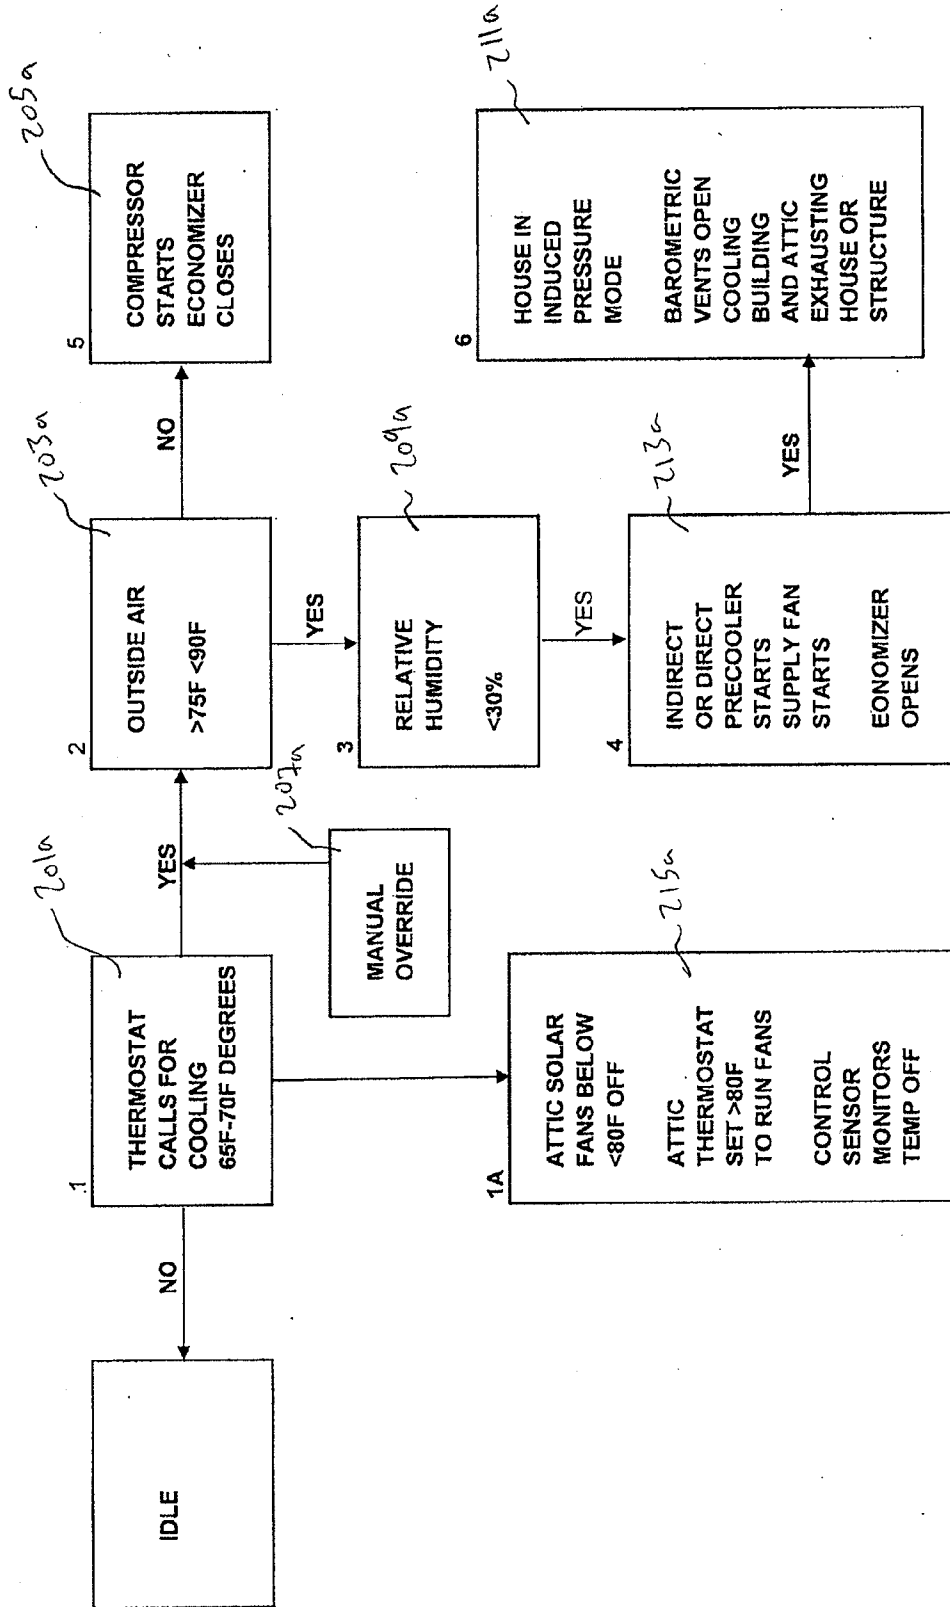 IDLE
NO
1
THERMOSTAT
CALLS FOR
COOLING
65F-70F DEGREES
201a
YES
MANUAL
OVERRIDE
207a
2
OUTSIDE AIR
>75F <90F
203a
NO
5
COMPRESSOR
STARTS
ECONOMIZER
CLOSES
205a
YES
3
RELATIVE
HUMIDITY
<30%
209a
YES
1A
ATTIC SOLAR
FANS BELOW
<80F OFF
ATTIC
THERMOSTAT
SET >80F
TO RUN FANS
CONTROL
SENSOR
MONITORS
TEMP OFF
215a
4
INDIRECT
OR DIRECT
PRECOOLER
STARTS
SUPPLY FAN
STARTS
EONOMIZER
OPENS
213a
YES
6
HOUSE IN
INDUCED
PRESSURE
MODE
BAROMETRIC
VENTS OPEN
COOLING
BUILDING
AND ATTIC
EXHAUSTING
HOUSE OR
STRUCTURE
211a